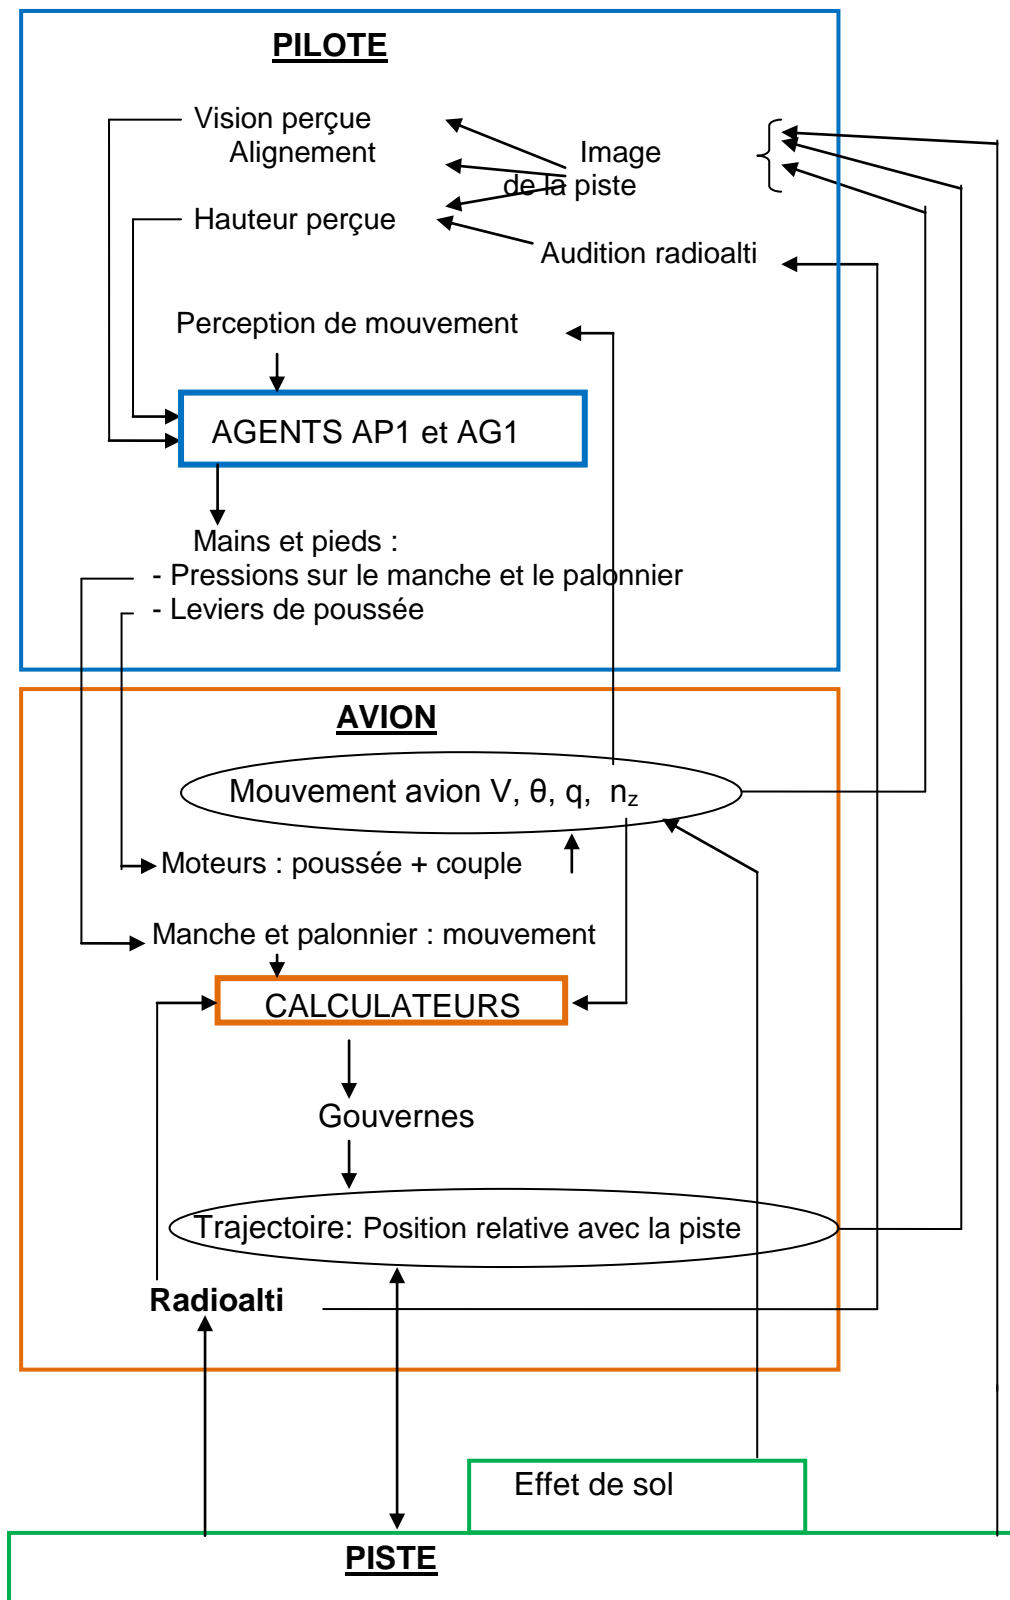 PILOTE
Vision perçue
Alignement
Image
de la piste
Hauteur perçue
Audition radioalti
Perception de mouvement
AGENTS AP1 et AG1
Mains et pieds :
- Pressions sur le manche et le palonnier
- Leviers de poussée
AVION
Mouvement avion V, θ, q, n_z
Moteurs : poussée + couple
Manche et palonnier : mouvement
CALCULATEURS
Gouvernes
Trajectoire: Position relative avec la piste
Radioalti
Effet de sol
PISTE